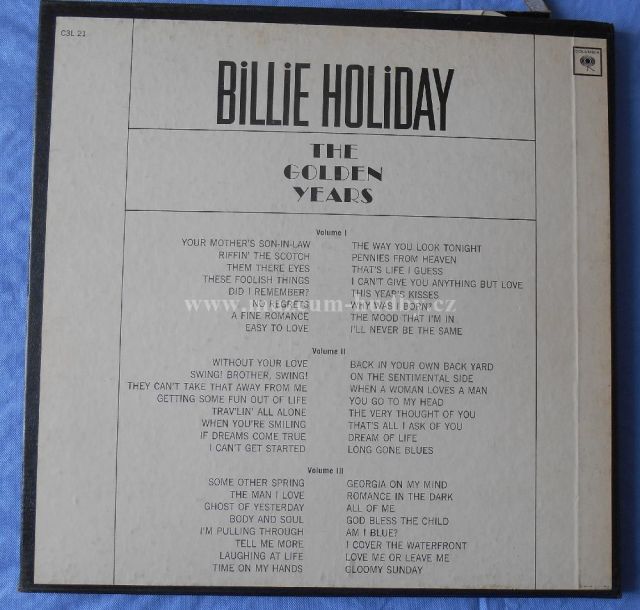 C3L 21
COLUMBIA
BiLLiE HOLiDAY
THE
GOLDEN
YEARS
Volume I
YOUR MOTHER'S SON-IN-LAW
RIFFIN' THE SCOTCH
THEM THERE EYES
THESE FOOLISH THINGS
DID I REMEMBER?
NO REGRETS
A FINE ROMANCE
EASY TO LOVE
THE WAY YOU LOOK TONIGHT
PENNIES FROM HEAVEN
THAT'S LIFE I GUESS
I CAN'T GIVE YOU ANYTHING BUT LOVE
THIS YEAR'S KISSES
WHY WAS I BORN?
THE MOOD THAT I'M IN
I'LL NEVER BE THE SAME
Volume II
WITHOUT YOUR LOVE
SWING! BROTHER, SWING!
THEY CAN'T TAKE THAT AWAY FROM ME
GETTING SOME FUN OUT OF LIFE
TRAV'LIN' ALL ALONE
WHEN YOU'RE SMILING
IF DREAMS COME TRUE
I CAN'T GET STARTED
BACK IN YOUR OWN BACK YARD
ON THE SENTIMENTAL SIDE
WHEN A WOMAN LOVES A MAN
YOU GO TO MY HEAD
THE VERY THOUGHT OF YOU
THAT'S ALL I ASK OF YOU
DREAM OF LIFE
LONG GONE BLUES
Volume III
SOME OTHER SPRING
THE MAN I LOVE
GHOST OF YESTERDAY
BODY AND SOUL
I'M PULLING THROUGH
TELL ME MORE
LAUGHING AT LIFE
TIME ON MY HANDS
GEORGIA ON MY MIND
ROMANCE IN THE DARK
ALL OF ME
GOD BLESS THE CHILD
AM I BLUE?
I COVER THE WATERFRONT
LOVE ME OR LEAVE ME
GLOOMY SUNDAY